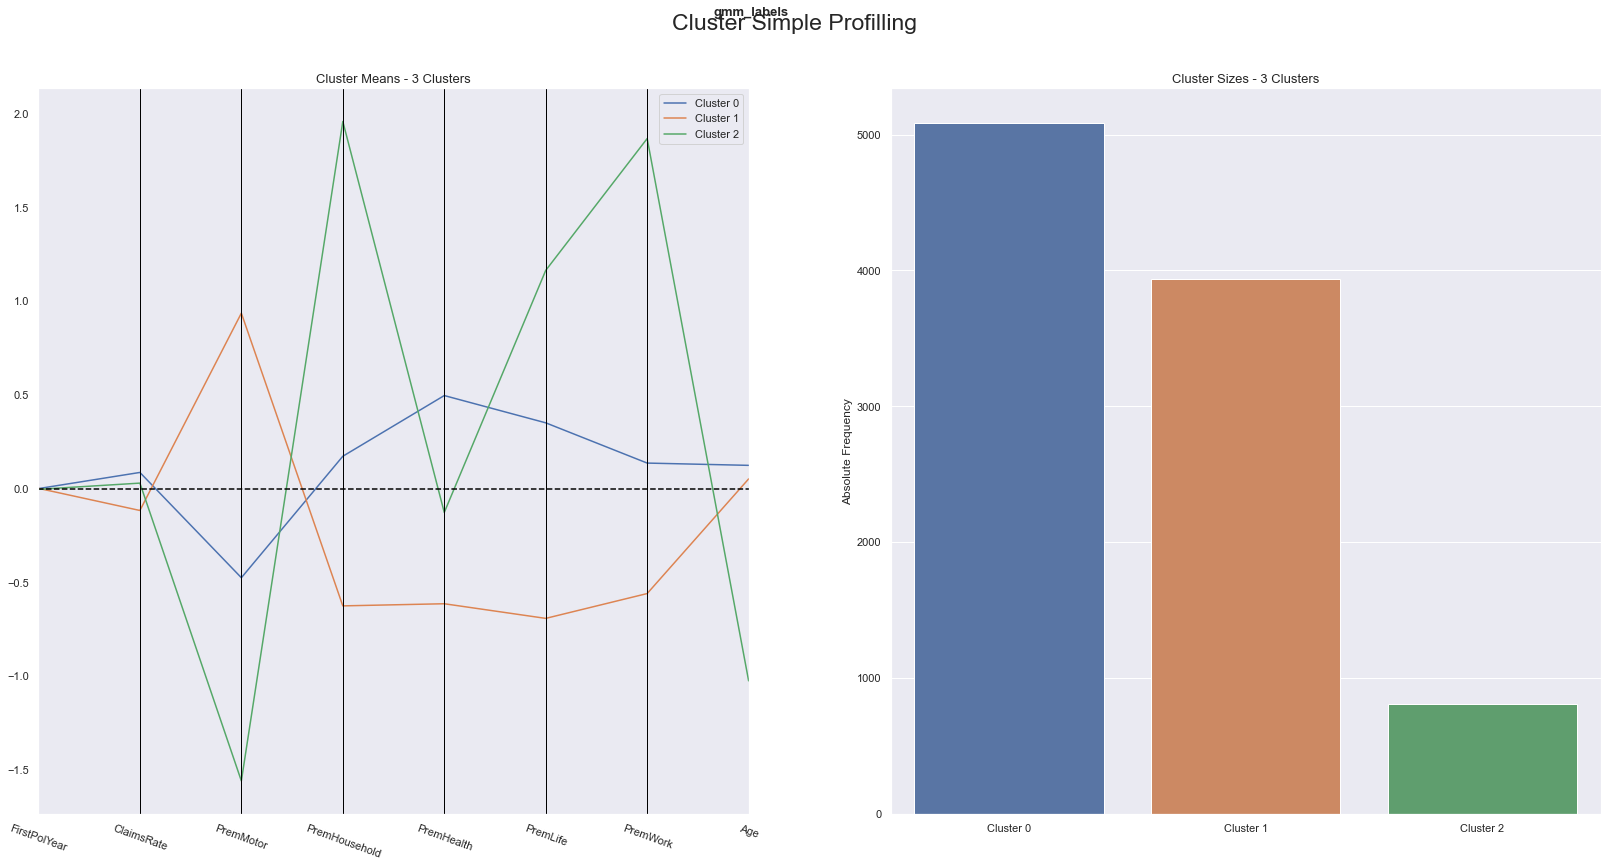 gmm_labels
Cluster Simple Profilling
Cluster Means - 3 Clusters
Cluster 0
Cluster 1
Cluster 2
2.0
1.5
1.0
0.5
0.0
−0.5
−1.0
−1.5
FirstPolYear
ClaimsRate
PremMotor
PremHousehold
PremHealth
PremLife
PremWork
Age
Cluster Sizes - 3 Clusters
Absolute Frequency
5000
4000
3000
2000
1000
0
Cluster 0
Cluster 1
Cluster 2